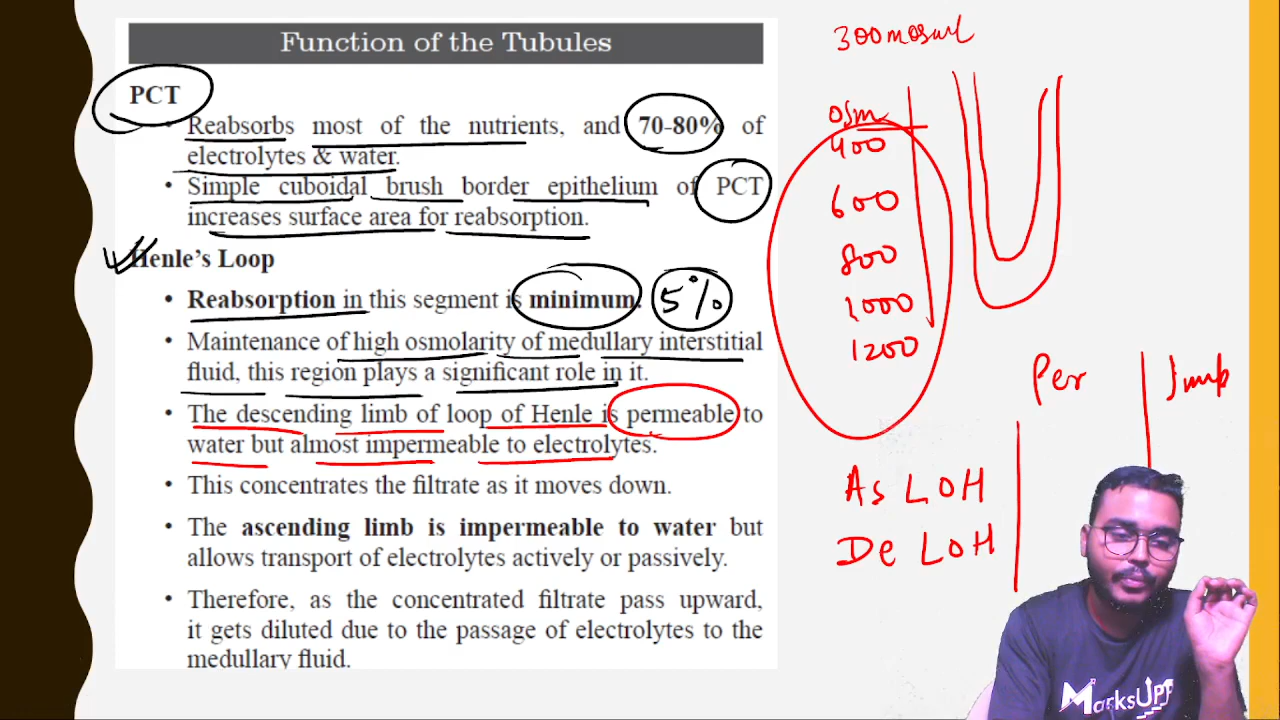 Function of the Tubules
PCT
• Reabsorbs most of the nutrients, and 70-80% of
electrolytes & water.
• Simple cuboidal brush border epithelium of PCT
increases surface area for reabsorption.
Henle's Loop
• Reabsorption in this segment is minimum. 5%
Maintenance of high osmolarity of medullary interstitial
fluid, this region plays a significant role in it.
• The descending limb of loop of Henle is permeable to
water but almost impermeable to electrolytes.
• This concentrates the filtrate as it moves down.
• The ascending limb is impermeable to water but
allows transport of electrolytes actively or passively.
• Therefore, as the concentrated filtrate pass upward,
it gets diluted due to the passage of electrolytes to the
medullary fluid.
osm
400
600
800
1000
1200
Per
Imp
As LOH
De LOH